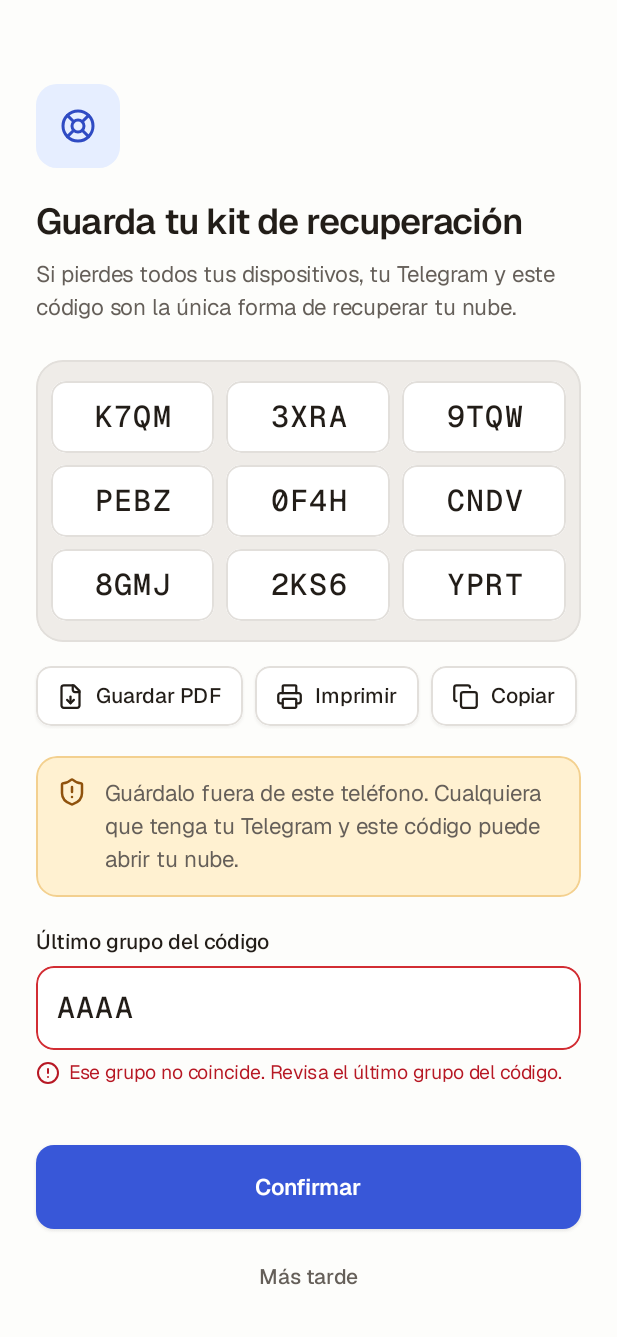 Guarda tu kit de recuperación
Si pierdes todos tus dispositivos, tu Telegram y este
código son la única forma de recuperar tu nube.
K7QM 3XRA 9TQW
PEBZ 0F4H CNDV
8GMJ 2KS6 YPRT
Guardar PDF Imprimir Copiar
Guárdalo fuera de este teléfono. Cualquiera
que tenga tu Telegram y este código puede
abrir tu nube.
Último grupo del código
AAAA
Ese grupo no coincide. Revisa el último grupo del código.
Confirmar
Más tarde